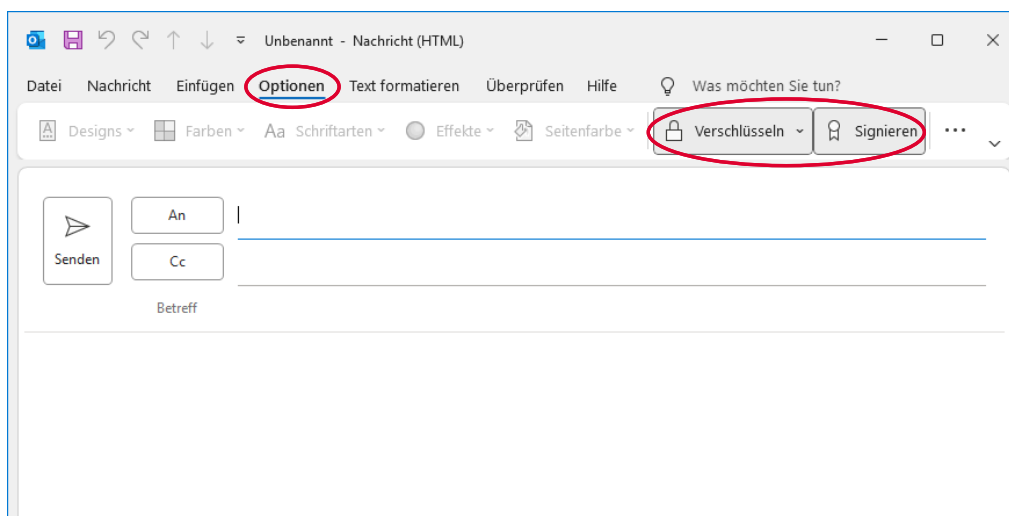 Unbenannt - Nachricht (HTML)
Datei Nachricht Einfügen Optionen Text formatieren Überprüfen Hilfe Was möchten Sie tun?
Designs Farben Aa Schriftarten Effekte Seitenfarbe Verschlüsseln Signieren ...
An
Senden
Cc
Betreff